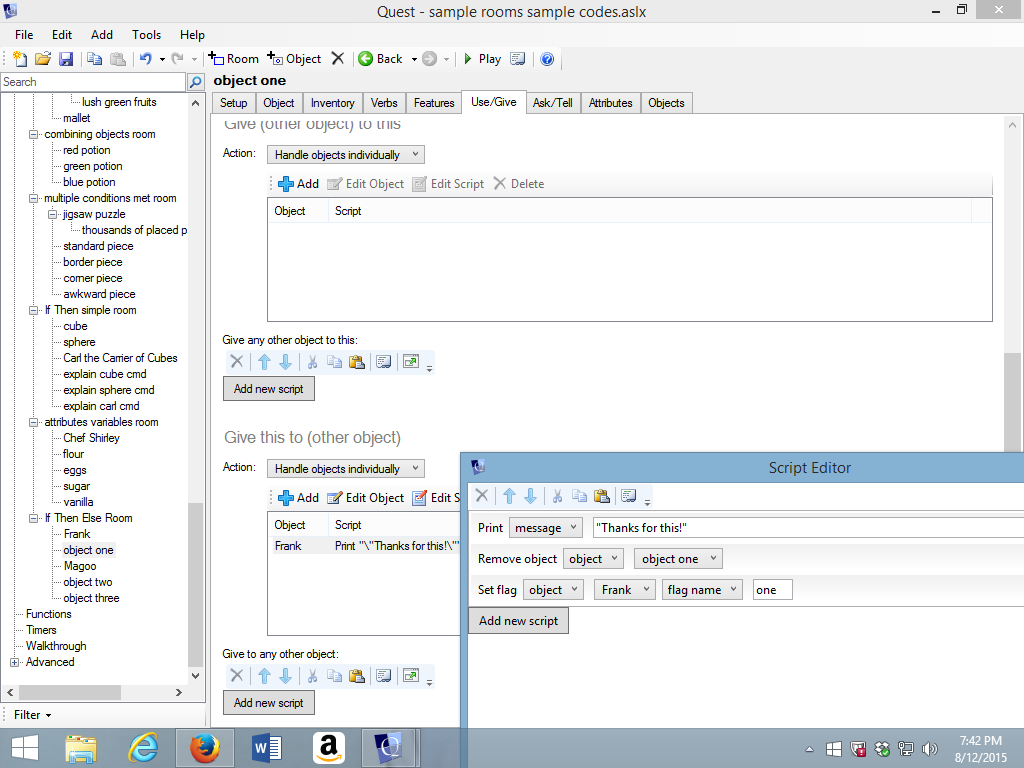 Quest - sample rooms sample codes.aslx
File Edit Add Tools Help
Room Object Back Play
Search
object one
Setup Object Inventory Verbs Features Use/Give Ask/Tell Attributes Objects
lush green fruits
mallet
combining objects room
red potion
green potion
blue potion
multiple conditions met room
jigsaw puzzle
thousands of placed p
standard piece
border piece
corner piece
awkward piece
If Then simple room
cube
sphere
Carl the Carrier of Cubes
explain cube cmd
explain sphere cmd
explain carl cmd
attributes variables room
Chef Shirley
flour
eggs
sugar
vanilla
If Then Else Room
Frank
object one
Magoo
object two
object three
Functions
Timers
Walkthrough
Advanced
Filter
Give (other object) to this
Action: Handle objects individually
Add Edit Object Edit Script Delete
Object Script
Give any other object to this:
Add new script
Give this to (other object)
Action: Handle objects individually
Add Edit Object Edit S
Object Script
Frank Print "\"Thanks for this!\""
Give to any other object:
Add new script
Script Editor
Print message "Thanks for this!"
Remove object object object one
Set flag object Frank flag name one
Add new script
7:42 PM
8/12/2015